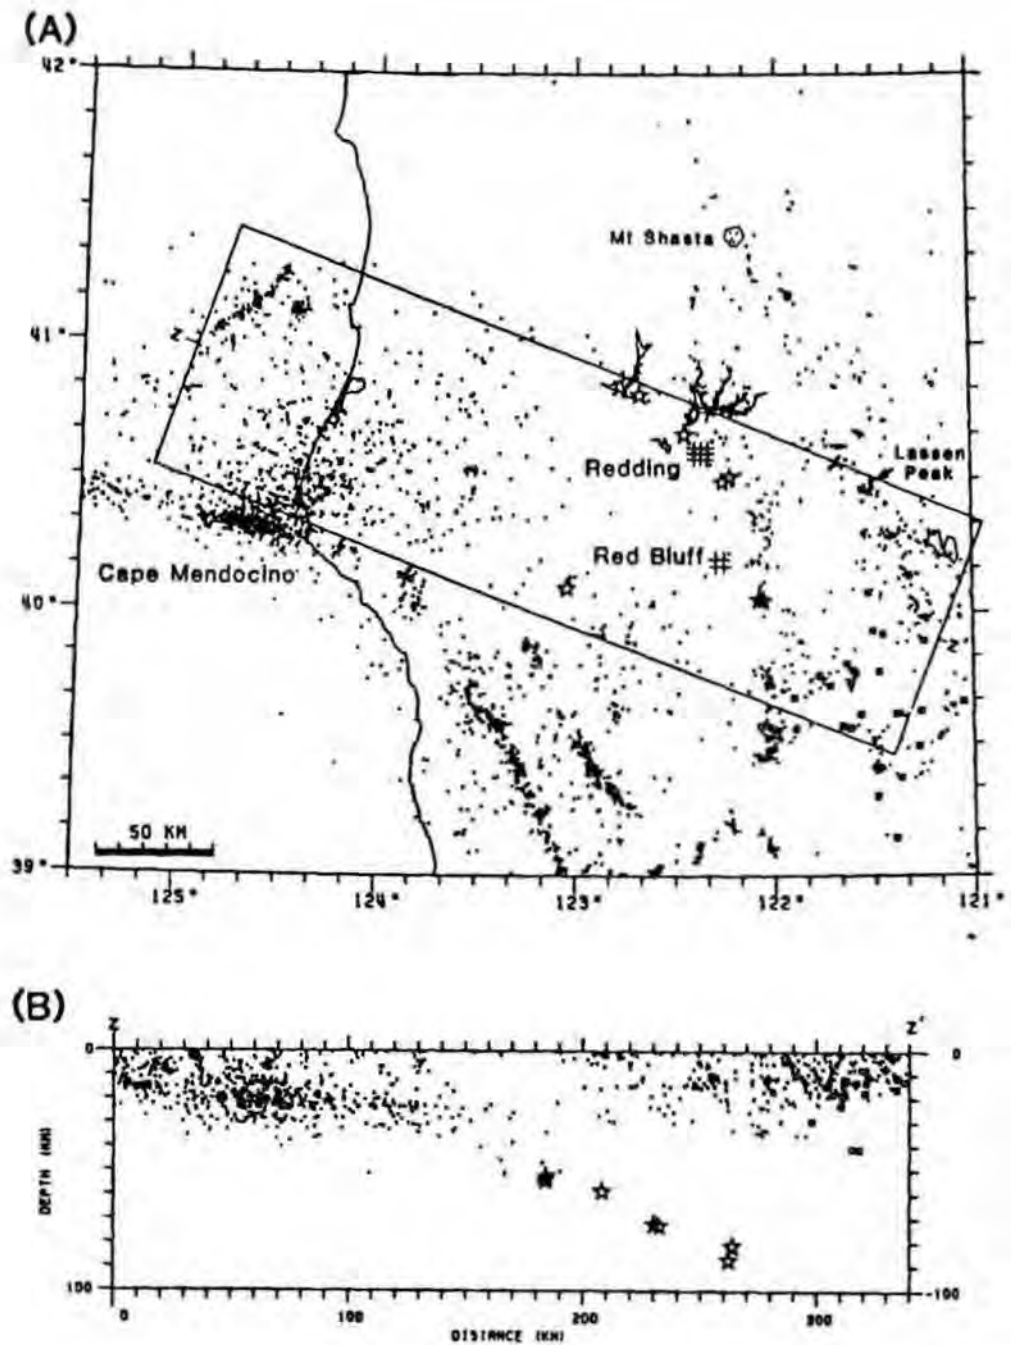 (A)
42°
Mt Shasta
41°
Lassen
Peak
Redding
Red Bluff
Cape Mendocino
40°
50 KM
39°
125°
124°
123°
122°
121°
(B)
Z
Z'
0
0
DEPTH (KM)
100
-100
0
100
200
300
DISTANCE (KM)